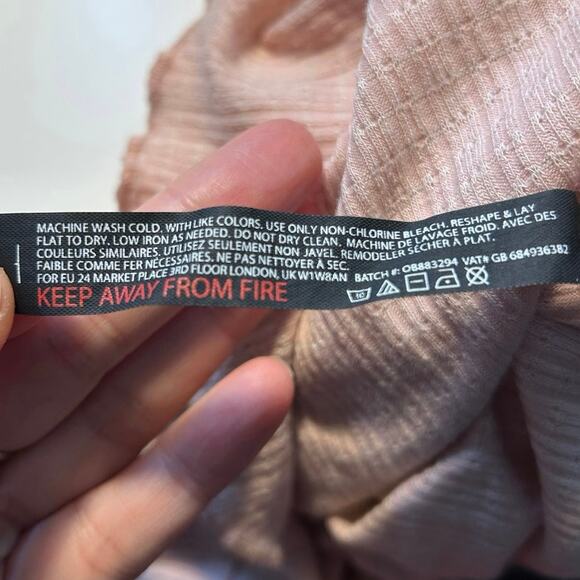 MACHINE WASH COLD. WITH LIKE COLORS. USE ONLY NON-CHLORINE BLEACH. RESHAPE & LAY
FLAT TO DRY. LOW IRON AS NEEDED. DO NOT DRY CLEAN. MACHINE DE LAVAGE FROID. AVEC DES
COULEURS SIMILAIRES. UTILISEZ SEULEMENT NON JAVEL. REMODELER SÉCHER À PLAT.
FAIBLE COMME FER NÉCESSAIRES. NE PAS NETTOYER À SEC.
FOR EU 24 MARKET PLACE 3RD FLOOR LONDON, UK W1W8AN BATCH #: O8883294 VAT# GB 684936382
KEEP AWAY FROM FIRE